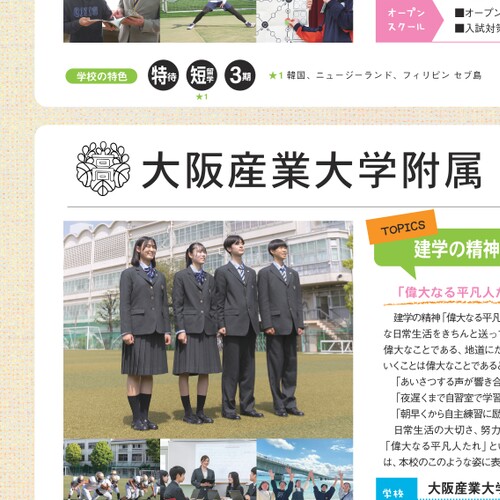 オープン
スクール
■オープン
■入試対策
学校の特色
特待
短留学
3期
★1 韓国、ニュージーランド、フィリピン セブ島
★1
大阪産業大学附属
TOPICS
建学の精神
「偉大なる平凡人た
建学の精神「偉大なる平凡
な日常生活をきちんと送っ
偉大なことである、地道にた
いくことは偉大なことであると
「あいさつする声が響き合
「夜遅くまで自習室で学習
「朝早くから自主練習に励
日常生活の大切さ、努力
「偉大なる平凡人たれ」とい
は、本校のこのような姿に表
学校
大阪産業大学